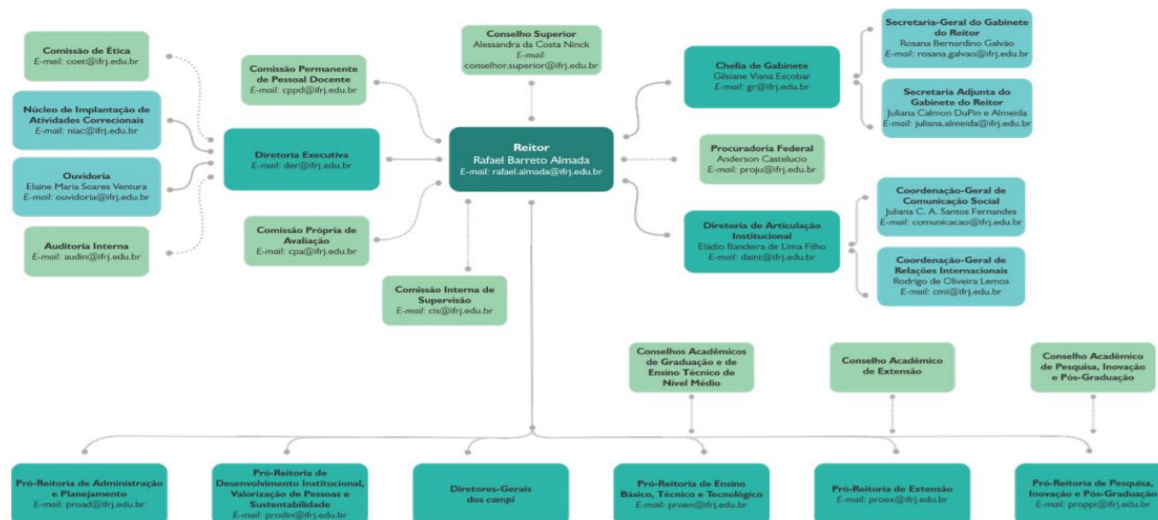 Comissão de Ética
E-mail: coet@ifrj.edu.br
Núcleo de Implantação de
Atividades Correcionais
E-mail: niac@ifrj.edu.br
Ouvidoria
Elaine Maria Soares Ventura
E-mail: ouvidoria@ifrj.edu.br
Auditoria Interna
E-mail: audin@ifrj.edu.br
Comissão Permanente
de Pessoal Docente
E-mail: cppd@ifrj.edu.br
Diretoria Executiva
E-mail: der@ifrj.edu.br
Comissão Própria de
Avaliação
E-mail: cpa@ifrj.edu.br
Comissão Interna de
Supervisão
E-mail: cis@ifrj.edu.br
Conselho Superior
Alessandra da Costa Ninck
E-mail:
conselhor.superior@ifrj.edu.br
Reitor
Rafael Barreto Almada
E-mail: rafael.almada@ifrj.edu.br
Chefia de Gabinete
Gilsiane Viana Escobar
E-mail: gr@ifrj.edu.br
Procuradoria Federal
Anderson Castelucio
E-mail: proju@ifrj.edu.br
Diretoria de Articulação
Institucional
Eládio Bandeira de Lima Filho
E-mail: daint@ifrj.edu.br
Secretaria-Geral do Gabinete
do Reitor
Rosana Bernardino Galvão
E-mail: rosana.galvao@ifrj.edu.br
Secretaria Adjunta do
Gabinete do Reitor
Juliana Calmon DuPin e Almeida
E-mail: juliana.almeida@ifrj.edu.br
Coordenação-Geral de
Comunicação Social
Juliana C. A. Santos Fernandes
E-mail: comunicacao@ifrj.edu.br
Coordenação-Geral de
Relações Internacionais
Rodrigo de Oliveira Lemos
E-mail: cmi@ifrj.edu.br
Conselhos Acadêmicos
de Graduação e de
Ensino Técnico de
Nível Médio
Conselho Acadêmico
de Extensão
Conselho Acadêmico
de Pesquisa, Inovação
e Pós-Graduação
Pró-Reitoria de Administração
e Planejamento
E-mail: proad@ifrj.edu.br
Pró-Reitoria de
Desenvolvimento Institucional,
Valorização de Pessoas e
Sustentabilidade
E-mail: prodin@ifrj.edu.br
Diretores-Gerais
dos campi
Pró-Reitoria de Ensino
Básico, Técnico e Tecnológico
E-mail: proen@ifrj.edu.br
Pró-Reitoria de Extensão
E-mail: proex@ifrj.edu.br
Pró-Reitoria de Pesquisa,
Inovação e Pós-Graduação
E-mail: proppi@ifrj.edu.br